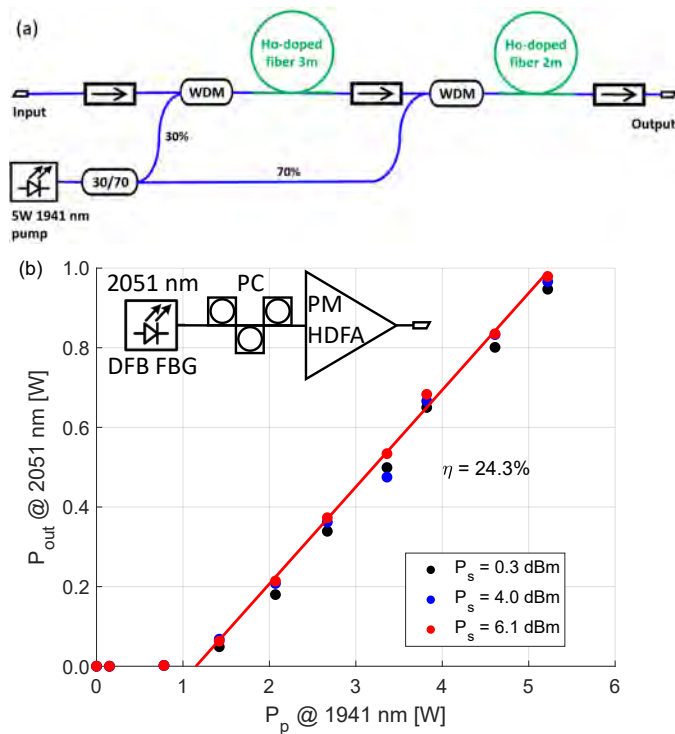 (a)
Ho-doped
fiber 3m
Ho-doped
fiber 2m
WDM
WDM
Input
Output
30%
30/70
70%
5W 1941 nm
pump
(b)
2051 nm
PC
PM
HDFA
DFB FBG
η = 24.3%
P_s = 0.3 dBm
P_s = 4.0 dBm
P_s = 6.1 dBm
P_out @ 2051 nm [W]
1.0
0.8
0.6
0.4
0.2
0.0
0 1 2 3 4 5 6
P_p @ 1941 nm [W]